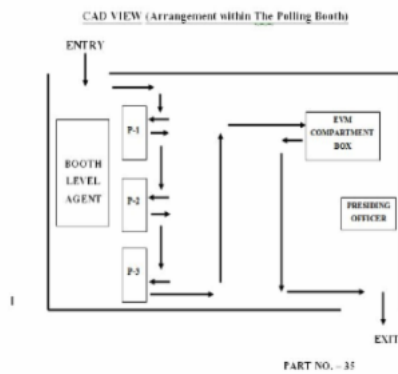 CAD VIEW (Arrangement within The Polling Booth)
ENTRY
BOOTH
LEVEL
AGENT
P-1
P-2
P-3
EVM
COMPARTMENT
BOX
PRESIDING
OFFICER
EXIT
PART NO. - 35